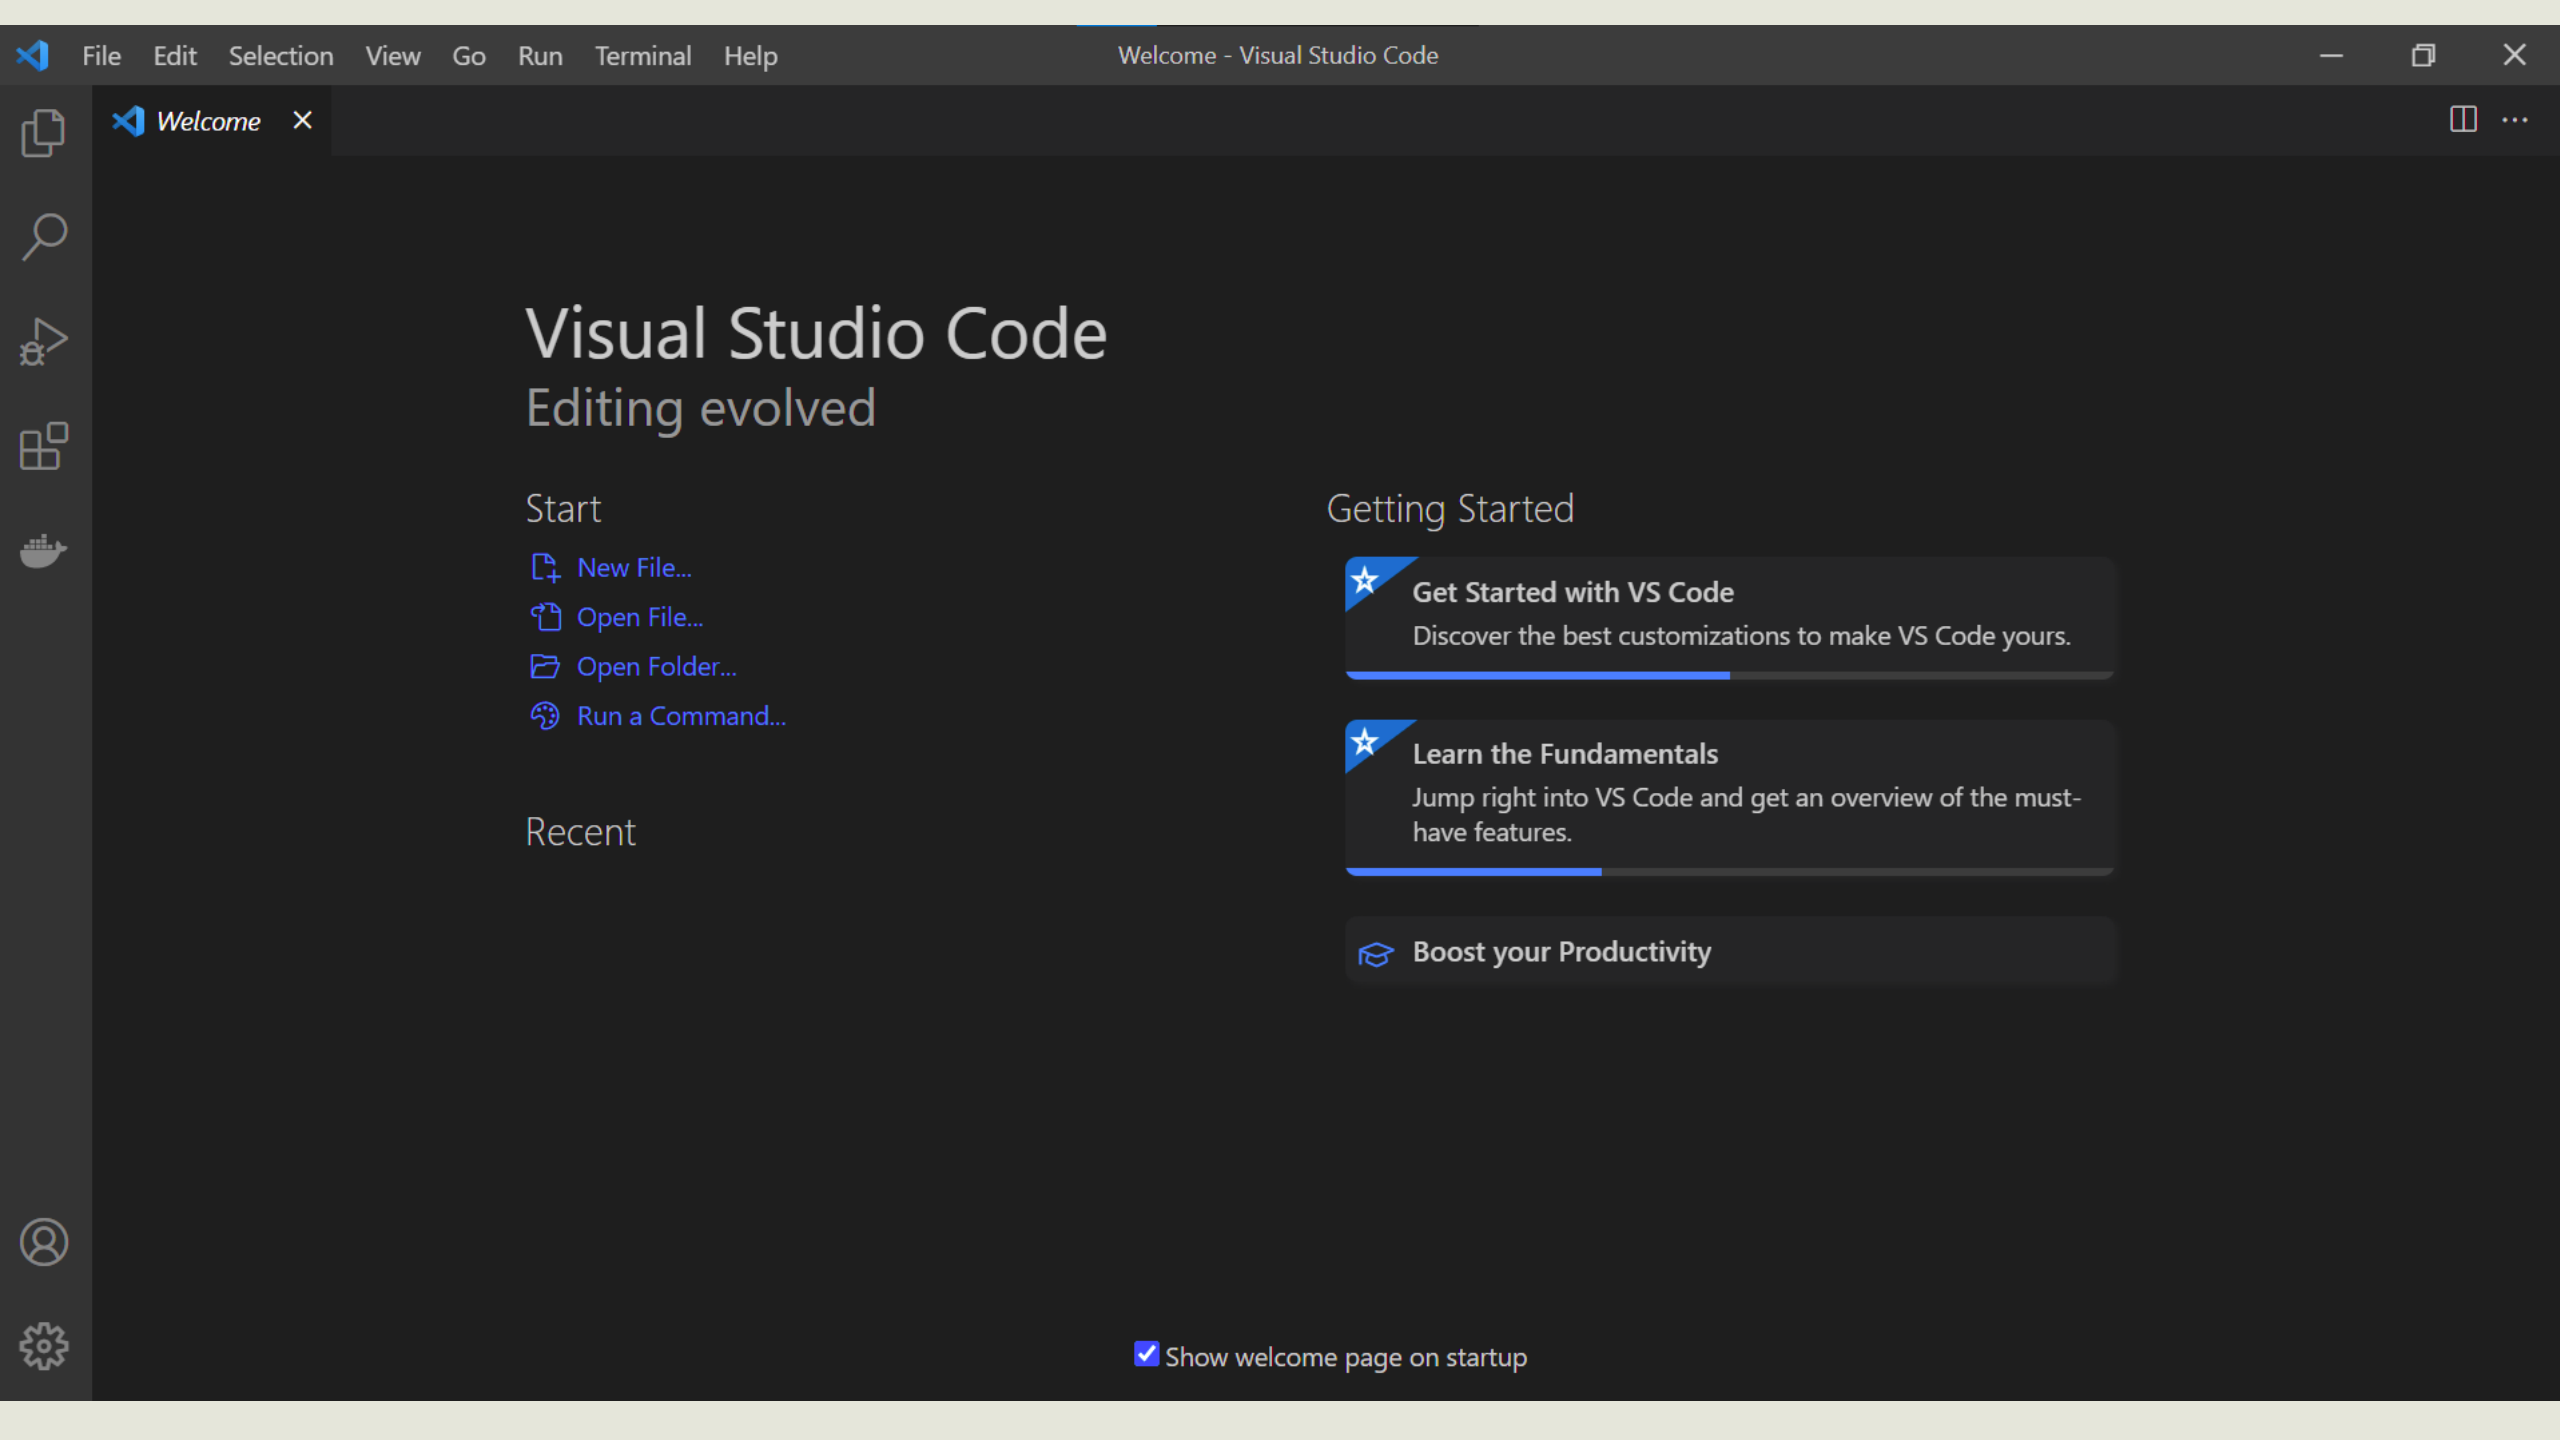 File Edit Selection View Go Run Terminal Help
Welcome - Visual Studio Code
Welcome
Visual Studio Code
Editing evolved
Start
New File...
Open File...
Open Folder...
Run a Command...
Recent
Getting Started
Get Started with VS Code
Discover the best customizations to make VS Code yours.
Learn the Fundamentals
Jump right into VS Code and get an overview of the must-
have features.
Boost your Productivity
Show welcome page on startup